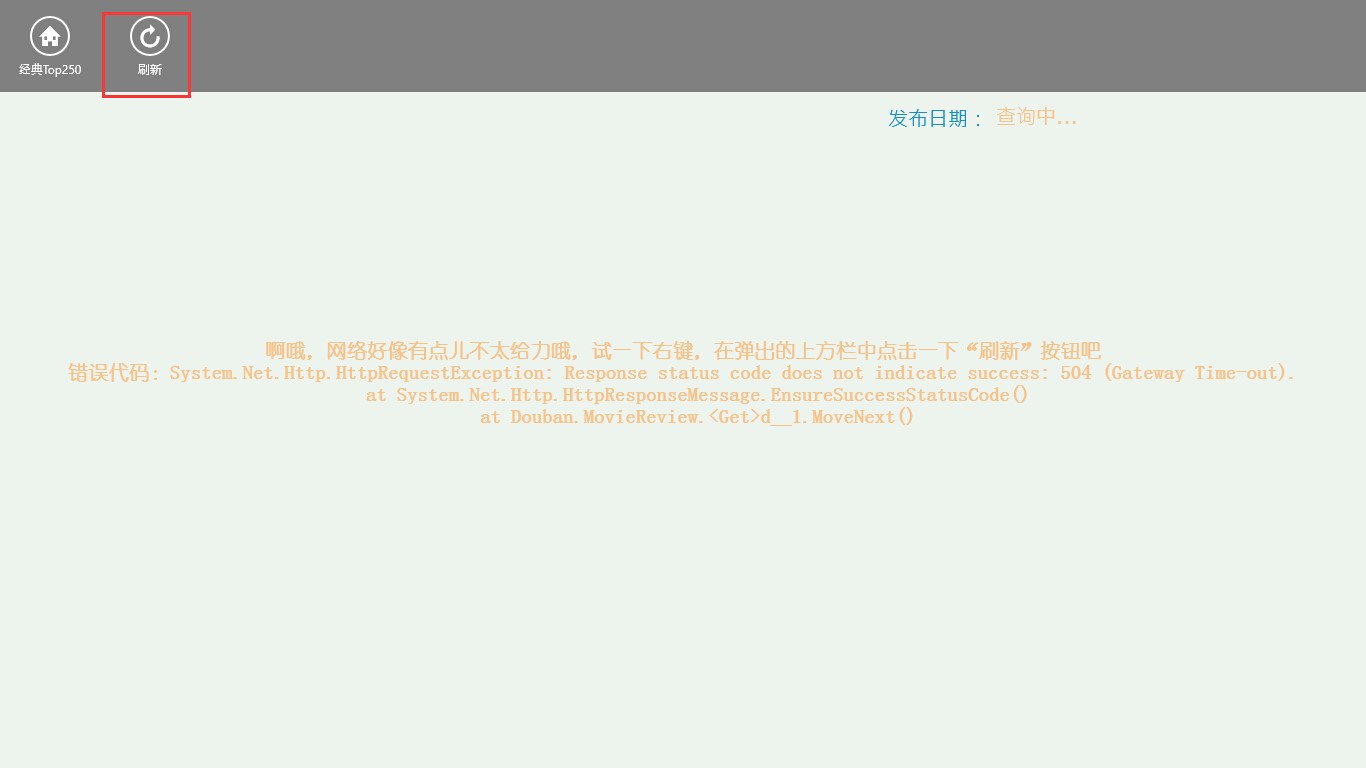 经典Top250
刷新
发布日期： 查询中...
啊哦，网络好像有点儿不太给力哦，试一下右键，在弹出的上方栏中点击一下“刷新”按钮吧
错误代码：System.Net.Http.HttpRequestException: Response status code does not indicate success: 504 (Gateway Time-out).
at System.Net.Http.HttpResponseMessage.EnsureSuccessStatusCode()
at Douban.MovieReview.<Get>d__1.MoveNext()